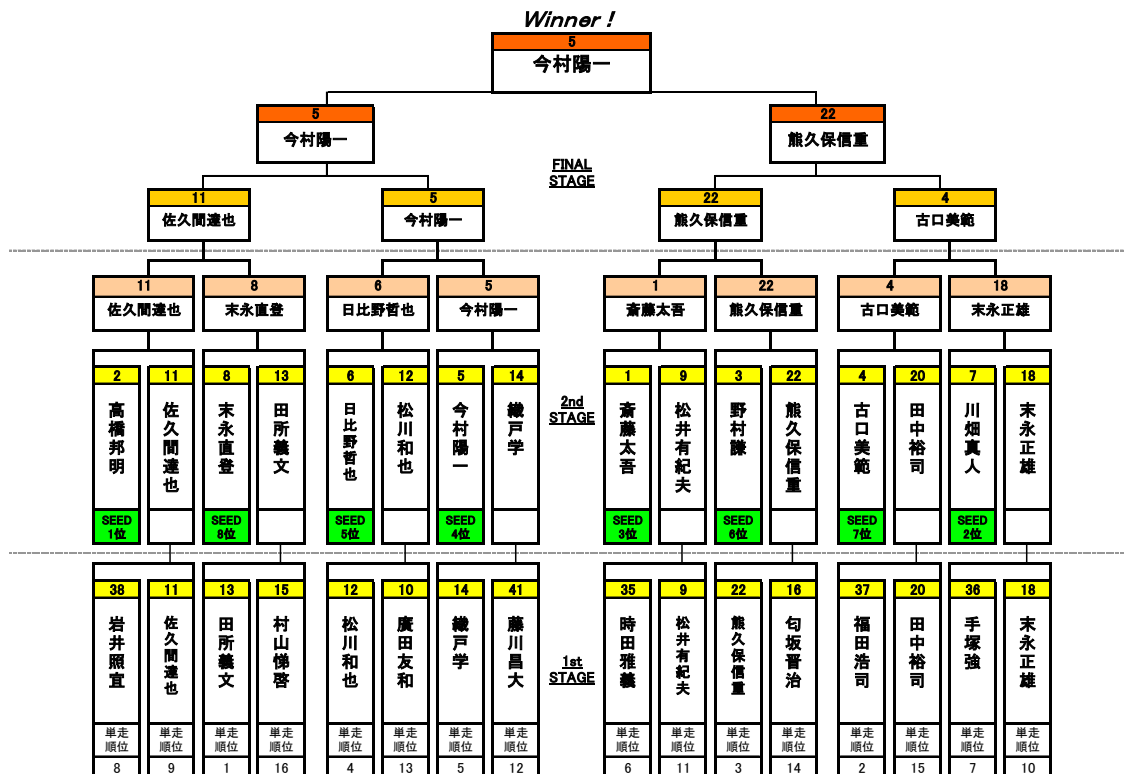 Winner !
5
今村陽一
5
今村陽一
22
熊久保信重
FINAL
STAGE
11
佐久間達也
5
今村陽一
22
熊久保信重
4
古口美範
11
佐久間達也
8
末永直登
6
日比野哲也
5
今村陽一
1
斎藤太吾
22
熊久保信重
4
古口美範
18
末永正雄
2nd
STAGE
2
高橋邦明
SEED
1位
11
佐久間達也
8
末永直登
SEED
8位
13
田所義文
6
日比野哲也
SEED
5位
12
松川和也
5
今村陽一
SEED
4位
14
織戸学
1
斎藤太吾
SEED
3位
9
松井有紀夫
3
野村謙
SEED
6位
22
熊久保信重
4
古口美範
SEED
7位
20
田中裕司
7
川畑真人
SEED
2位
18
末永正雄
1st
STAGE
38
岩井照宜
単走
順位
8
11
佐久間達也
単走
順位
9
13
田所義文
単走
順位
1
15
村山悌啓
単走
順位
16
12
松川和也
単走
順位
4
10
廣田友和
単走
順位
13
14
織戸学
単走
順位
5
41
藤川昌大
単走
順位
12
35
時田雅義
単走
順位
6
9
松井有紀夫
単走
順位
11
22
熊久保信重
単走
順位
3
16
匂坂晋治
単走
順位
14
37
福田浩司
単走
順位
2
20
田中裕司
単走
順位
15
36
手塚強
単走
順位
7
18
末永正雄
単走
順位
10